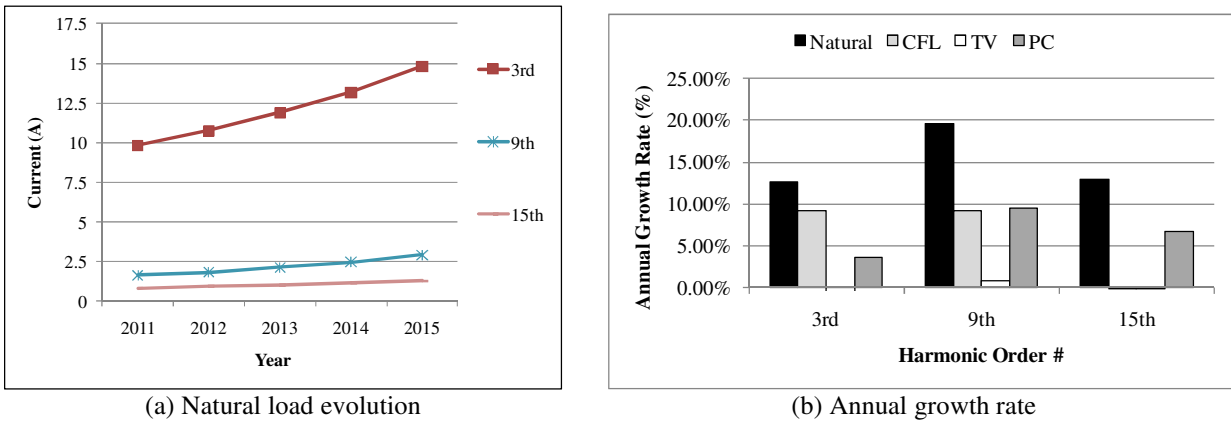 17.5
15
12.5
10
7.5
5
2.5
0
Current (A)
2011 2012 2013 2014 2015
Year
3rd
9th
15th
(a) Natural load evolution
Natural CFL TV PC
25.00%
20.00%
15.00%
10.00%
5.00%
0.00%
Annual Growth Rate (%)
3rd 9th 15th
Harmonic Order #
(b) Annual growth rate